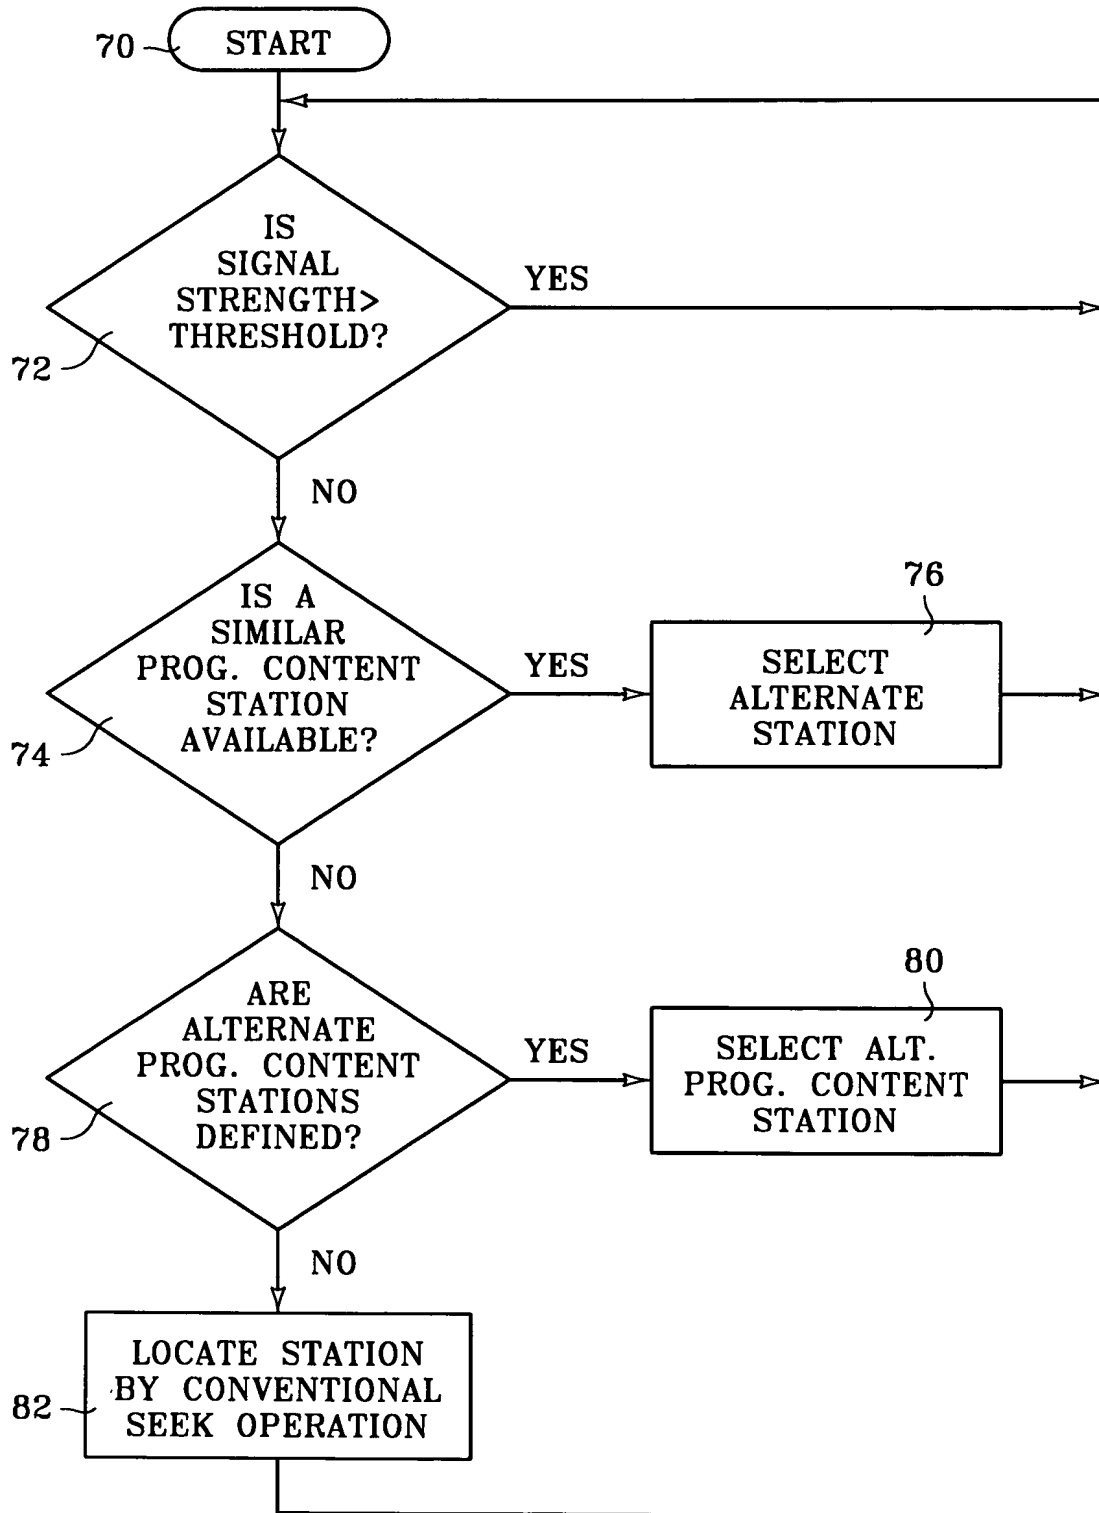 70
START
IS
SIGNAL
STRENGTH>
THRESHOLD?
YES
72
NO
IS A
SIMILAR
PROG. CONTENT
STATION
AVAILABLE?
YES
74
76
SELECT
ALTERNATE
STATION
NO
ARE
ALTERNATE
PROG. CONTENT
STATIONS
DEFINED?
YES
78
80
SELECT ALT.
PROG. CONTENT
STATION
NO
LOCATE STATION
BY CONVENTIONAL
SEEK OPERATION
82